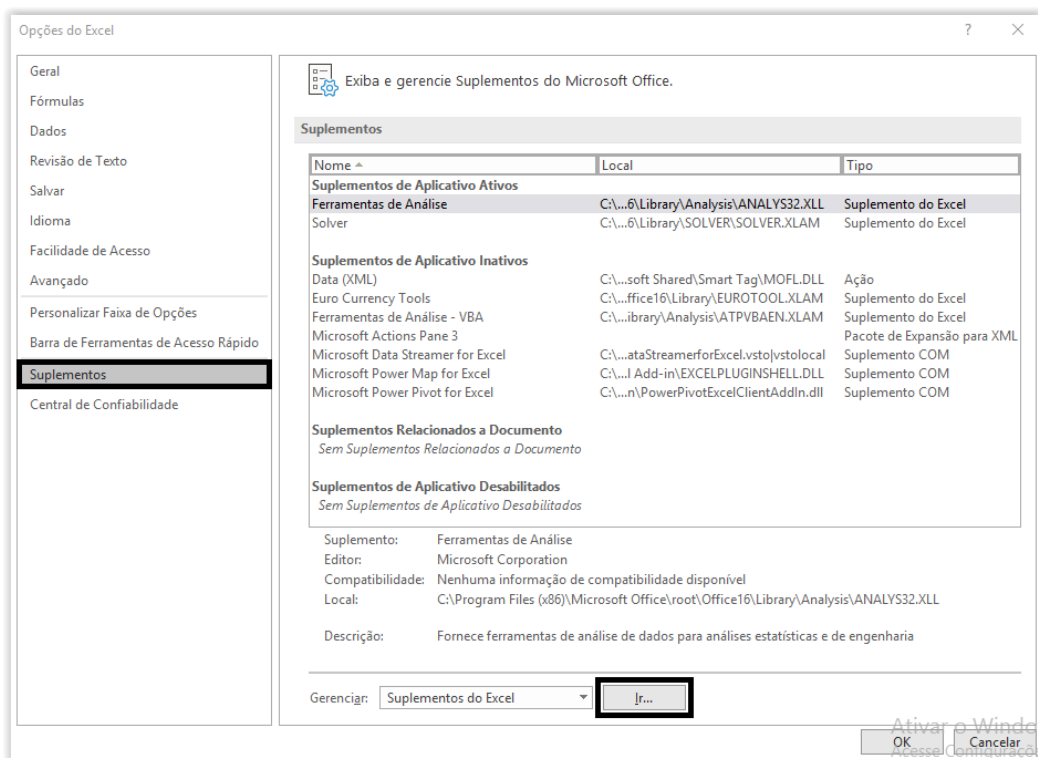 Opções do Excel
?
Geral
Fórmulas
Dados
Revisão de Texto
Salvar
Idioma
Facilidade de Acesso
Avançado
Personalizar Faixa de Opções
Barra de Ferramentas de Acesso Rápido
Suplementos
Central de Confiabilidade
Exiba e gerencie Suplementos do Microsoft Office.
Suplementos
Nome Local Tipo
Suplementos de Aplicativo Ativos
Ferramentas de Análise C:\...6\Library\Analysis\ANALYS32.XLL Suplemento do Excel
Solver C:\...6\Library\SOLVER\SOLVER.XLAM Suplemento do Excel
Suplementos de Aplicativo Inativos
Data (XML) C:\...soft Shared\Smart Tag\MOFL.DLL Ação
Euro Currency Tools C:\...ffice16\Library\EUROTOOL.XLAM Suplemento do Excel
Ferramentas de Análise - VBA C:\...ibrary\Analysis\ATPVBAEN.XLAM Suplemento do Excel
Microsoft Actions Pane 3 Pacote de Expansão para XML
Microsoft Data Streamer for Excel C:\...ataStreamerforExcel.vsto|vstolocal Suplemento COM
Microsoft Power Map for Excel C:\...l Add-in\EXCELPLUGINSHELL.DLL Suplemento COM
Microsoft Power Pivot for Excel C:\...n\PowerPivotExcelClientAddIn.dll Suplemento COM
Suplementos Relacionados a Documento
Sem Suplementos Relacionados a Documento
Suplementos de Aplicativo Desabilitados
Sem Suplementos de Aplicativo Desabilitados
Suplemento: Ferramentas de Análise
Editor: Microsoft Corporation
Compatibilidade: Nenhuma informação de compatibilidade disponível
Local: C:\Program Files (x86)\Microsoft Office\root\Office16\Library\Analysis\ANALYS32.XLL
Descrição: Fornece ferramentas de análise de dados para análises estatísticas e de engenharia
Gerenciar: Suplementos do Excel Ir...
Ativar o Windo
OK Cancelar
Acesse Configuraçõ